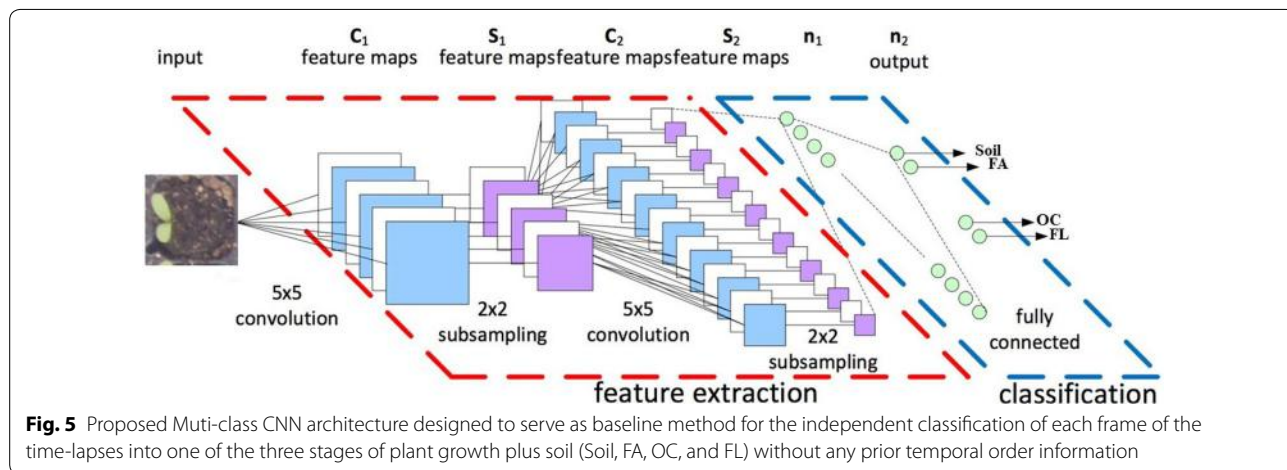 C₁ S₁ C₂ S₂ n₁ n₂
input feature maps feature maps feature maps feature maps output
Soil
FA
OC
FL
5x5
convolution
2x2
subsampling
5x5
convolution
2x2
subsampling
fully
connected
feature extraction
classification
Fig. 5 Proposed Muti-class CNN architecture designed to serve as baseline method for the independent classification of each frame of the
time-lapses into one of the three stages of plant growth plus soil (Soil, FA, OC, and FL) without any prior temporal order information